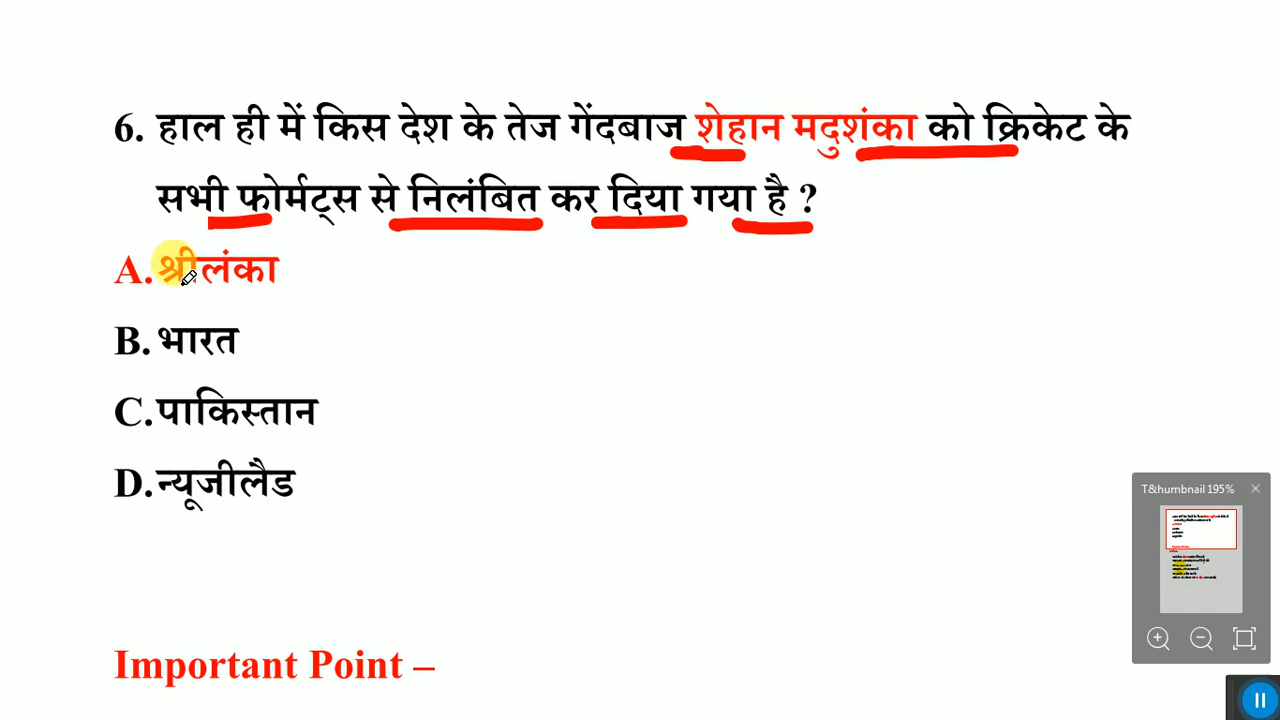 6. हाल ही में किस देश के तेज गेंदबाज शेहान मदुशंका को क्रिकेट के
सभी फोर्मट्स से निलंबित कर दिया गया है ?
A. श्रीलंका
B. भारत
C. पाकिस्तान
D. न्यूजीलैड
T&humbnail 195%
Important Point –